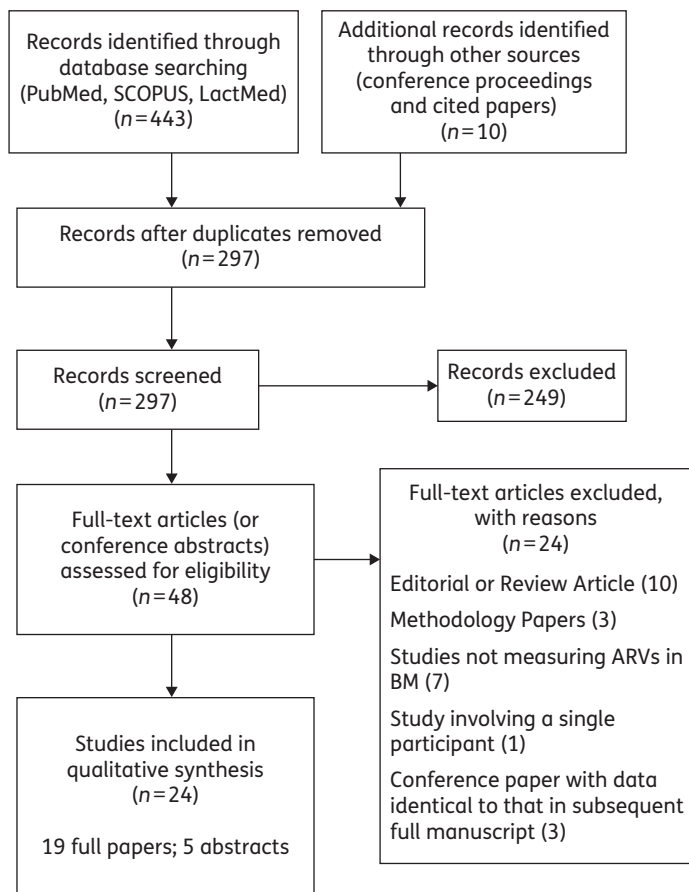 Records identified through
database searching
(PubMed, SCOPUS, LactMed)
(n=443)
Additional records identified
through other sources
(conference proceedings
and cited papers)
(n=10)
Records after duplicates removed
(n=297)
Records screened
(n=297)
Records excluded
(n=249)
Full-text articles (or
conference abstracts)
assessed for eligibility
(n=48)
Full-text articles excluded,
with reasons
(n=24)
Editorial or Review Article (10)
Methodology Papers (3)
Studies not measuring ARVs in
BM (7)
Study involving a single
participant (1)
Conference paper with data
identical to that in subsequent
full manuscript (3)
Studies included in
qualitative synthesis
(n=24)
19 full papers; 5 abstracts